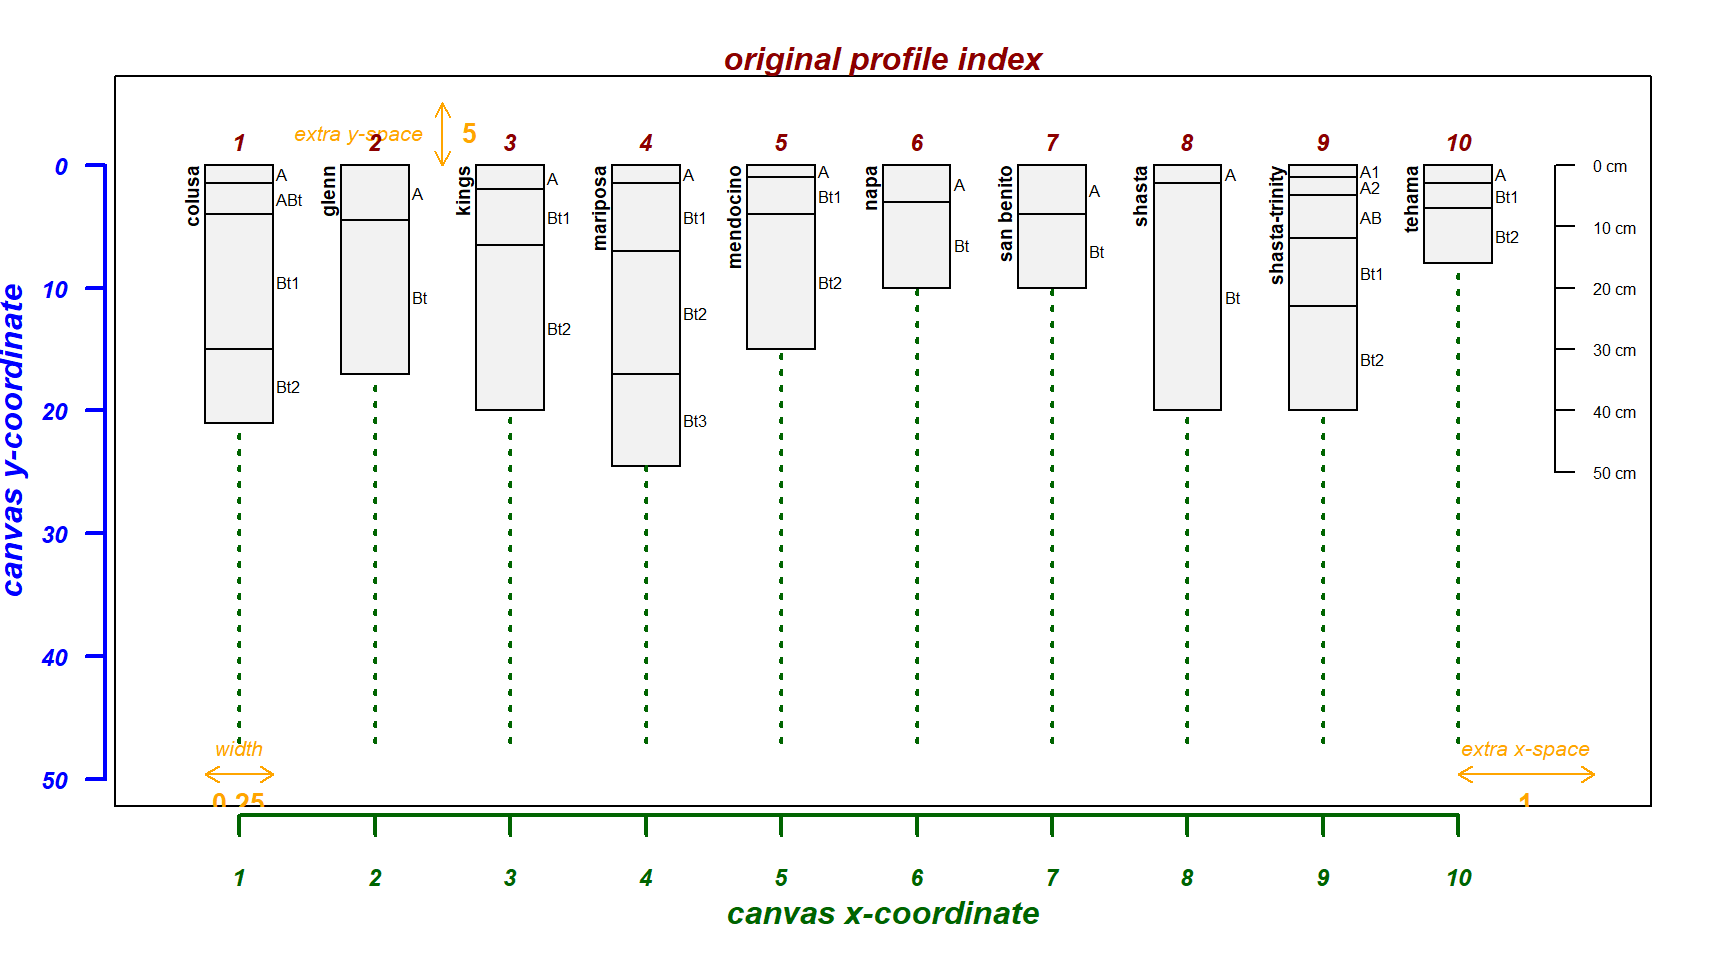 original profile index
extra y-space
5
1 2 3 4 5 6 7 8 9 10
canvas y-coordinate
0
10
20
30
40
50
colusa
A
ABt
Bt1
Bt2
glenn
A
Bt
kings
A
Bt1
Bt2
mariposa
A
Bt1
Bt2
Bt3
mendocino
A
Bt1
Bt2
napa
A
Bt
san benito
A
Bt
shasta
A
Bt
shasta-trinity
A1
A2
AB
Bt1
Bt2
tehama
A
Bt1
Bt2
0 cm
10 cm
20 cm
30 cm
40 cm
50 cm
width
0.25
extra x-space
1
1 2 3 4 5 6 7 8 9 10
canvas x-coordinate